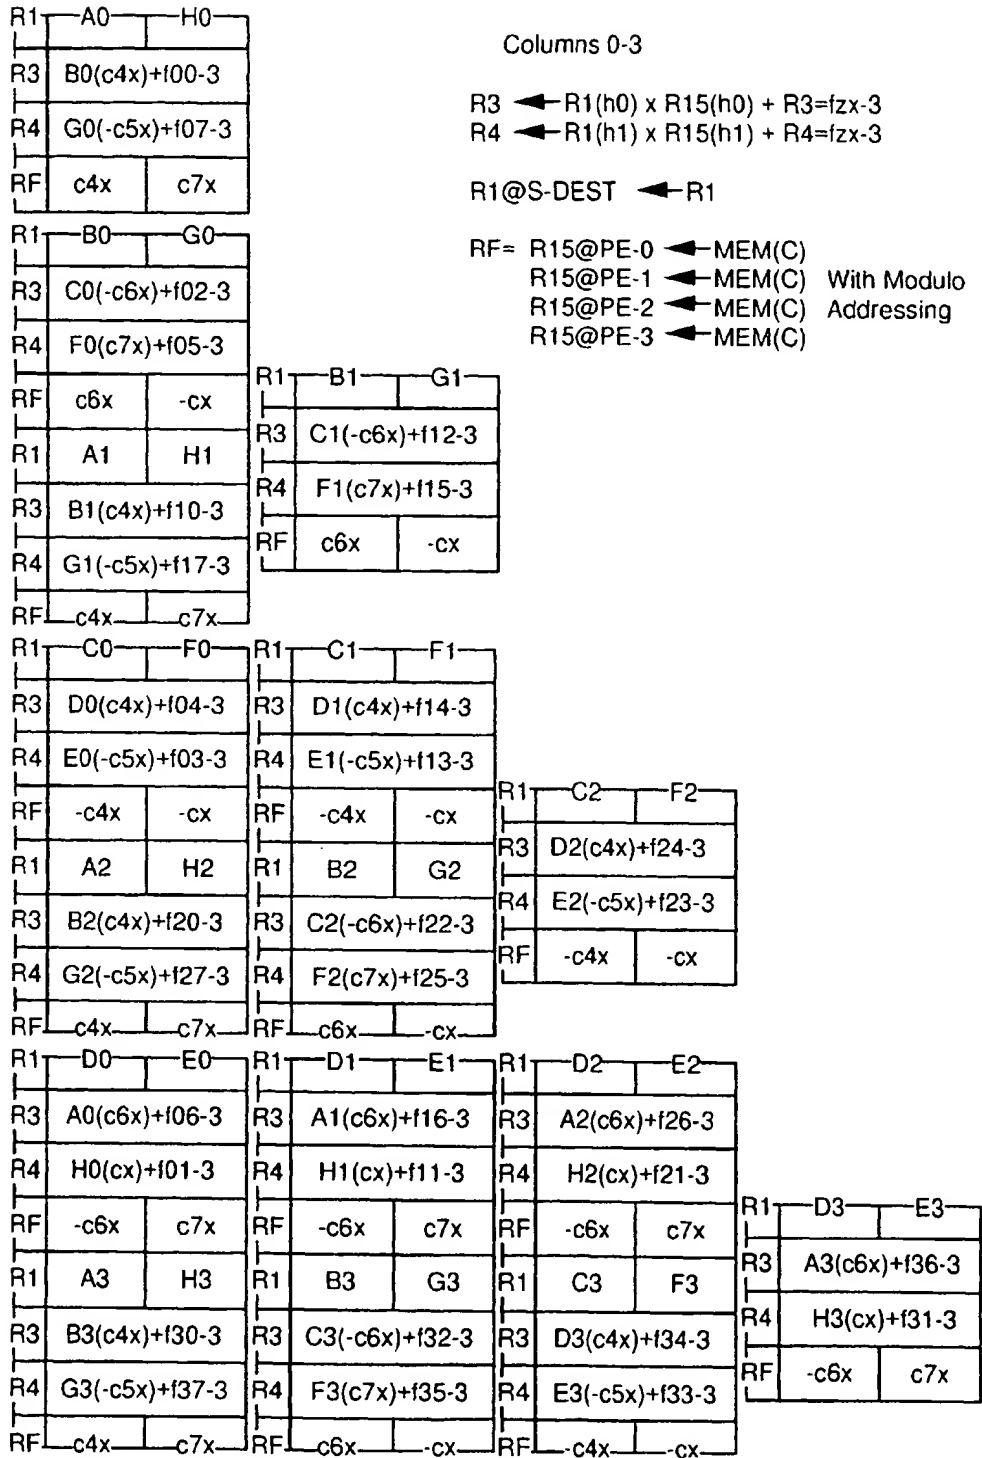 R1 A0 H0
R3 B0(c4x)+f00-3
R4 G0(-c5x)+f07-3
RF c4x c7x
Columns 0-3
R3 ← R1(h0) x R15(h0) + R3=fzx-3
R4 ← R1(h1) x R15(h1) + R4=fzx-3
R1@S-DEST ← R1
RF= R15@PE-0 ← MEM(C)
R15@PE-1 ← MEM(C) With Modulo
R15@PE-2 ← MEM(C) Addressing
R15@PE-3 ← MEM(C)
R1 B0 G0
R3 C0(-c6x)+f02-3
R4 F0(c7x)+f05-3
RF c6x -cx
R1 A1 H1
R3 B1(c4x)+f10-3
R4 G1(-c5x)+f17-3
RF c4x c7x
R1 B1 G1
R3 C1(-c6x)+f12-3
R4 F1(c7x)+f15-3
RF c6x -cx
R1 C0 F0
R3 D0(c4x)+f04-3
R4 E0(-c5x)+f03-3
RF -c4x -cx
R1 A2 H2
R3 B2(c4x)+f20-3
R4 G2(-c5x)+f27-3
RF c4x c7x
R1 C1 F1
R3 D1(c4x)+f14-3
R4 E1(-c5x)+f13-3
RF -c4x -cx
R1 B2 G2
R3 C2(-c6x)+f22-3
R4 F2(c7x)+f25-3
RF c6x -cx
R1 C2 F2
R3 D2(c4x)+f24-3
R4 E2(-c5x)+f23-3
RF -c4x -cx
R1 D0 E0
R3 A0(c6x)+f06-3
R4 H0(cx)+f01-3
RF -c6x c7x
R1 A3 H3
R3 B3(c4x)+f30-3
R4 G3(-c5x)+f37-3
RF c4x c7x
R1 D1 E1
R3 A1(c6x)+f16-3
R4 H1(cx)+f11-3
RF -c6x c7x
R1 B3 G3
R3 C3(-c6x)+f32-3
R4 F3(c7x)+f35-3
RF c6x -cx
R1 D2 E2
R3 A2(c6x)+f26-3
R4 H2(cx)+f21-3
RF -c6x c7x
R1 C3 F3
R3 D3(c4x)+f34-3
R4 E3(-c5x)+f33-3
RF -c4x -cx
R1 D3 E3
R3 A3(c6x)+f36-3
R4 H3(cx)+f31-3
RF -c6x c7x